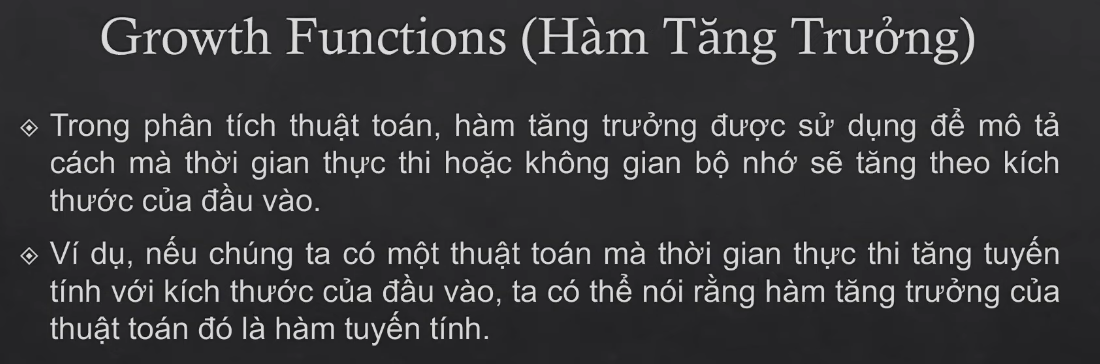 Growth Functions (Hàm Tăng Trưởng)
Trong phân tích thuật toán, hàm tăng trưởng được sử dụng để mô tả
cách mà thời gian thực thi hoặc không gian bộ nhớ sẽ tăng theo kích
thước của đầu vào.
Ví dụ, nếu chúng ta có một thuật toán mà thời gian thực thi tăng tuyến
tính với kích thước của đầu vào, ta có thể nói rằng hàm tăng trưởng của
thuật toán đó là hàm tuyến tính.